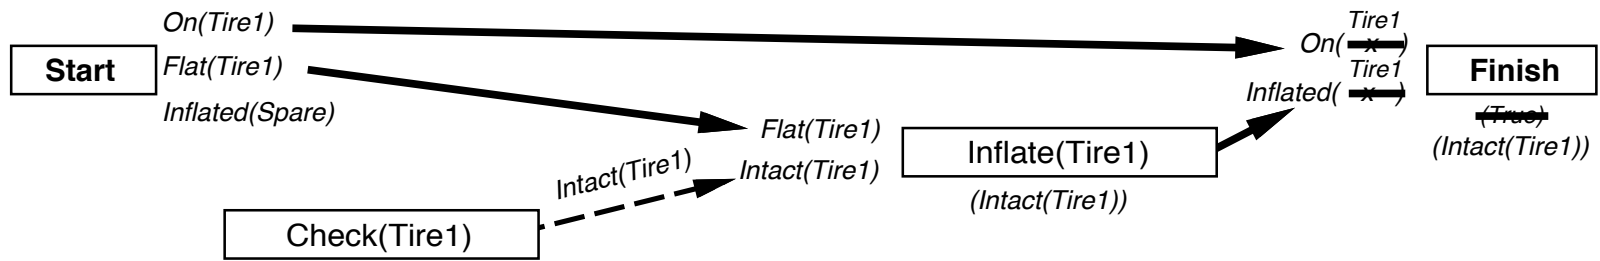 Start
On(Tire1)
Flat(Tire1)
Inflated(Spare)
Check(Tire1)
Intact(Tire1)
Flat(Tire1)
Intact(Tire1)
Inflate(Tire1)
(Intact(Tire1))
Tire1
On( x )
Tire1
Inflated( x )
Finish
(True)
(Intact(Tire1))